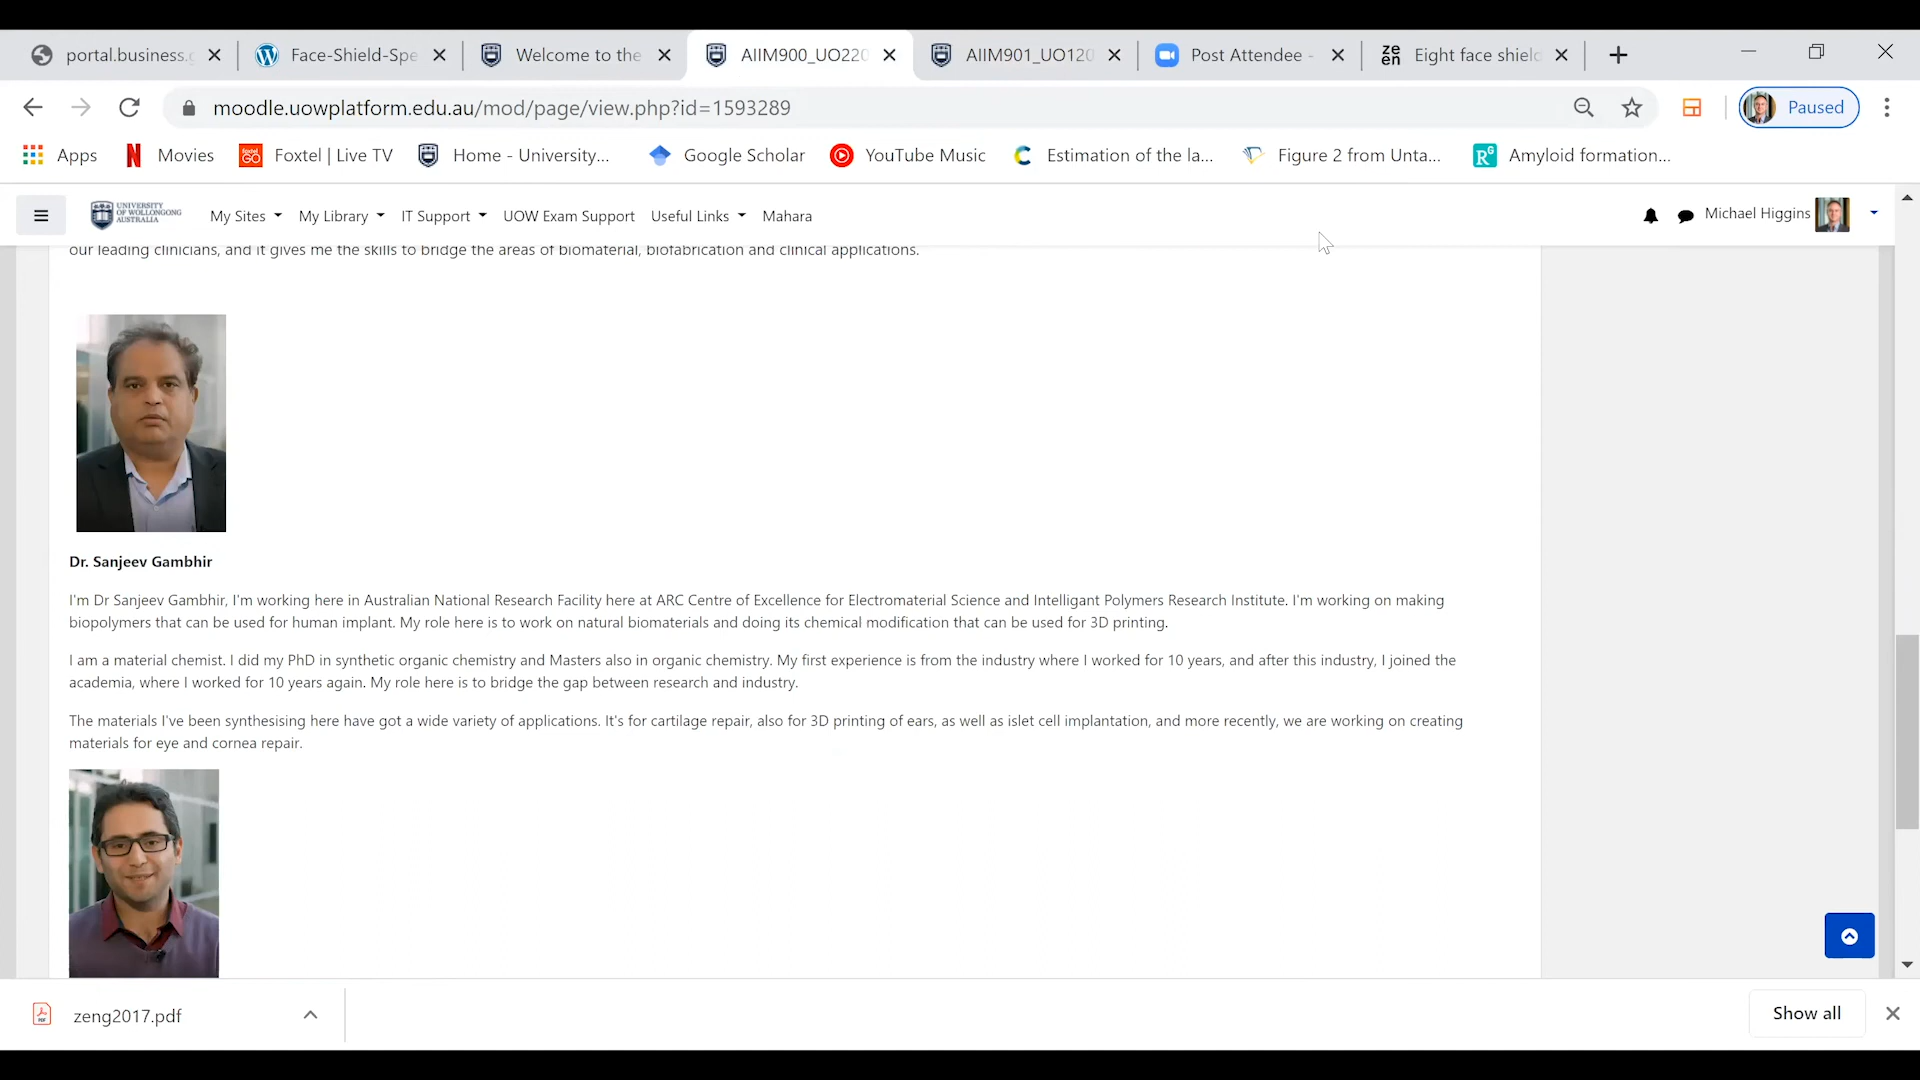 portal.business.g
Face-Shield-Spe
Welcome to the
AIIM900_UO220
AIIM901_UO120
Post Attendee -
ze en
Eight face shield
moodle.uowplatform.edu.au/mod/page/view.php?id=1593289
Paused
Apps
N
Movies
GO
Foxtel | Live TV
Home - University...
Google Scholar
YouTube Music
Estimation of the la...
Figure 2 from Unta...
R G
Amyloid formation...
UNIVERSITY
OF WOLLONGONG
AUSTRALIA
My Sites
My Library
IT Support
UOW Exam Support
Useful Links
Mahara
Michael Higgins
our leading clinicians, and it gives me the skills to bridge the areas of biomaterial, biofabrication and clinical applications.
Dr. Sanjeev Gambhir
I'm Dr Sanjeev Gambhir, I'm working here in Australian National Research Facility here at ARC Centre of Excellence for Electromaterial Science and Intelligant Polymers Research Institute. I'm working on making
biopolymers that can be used for human implant. My role here is to work on natural biomaterials and doing its chemical modification that can be used for 3D printing.
I am a material chemist. I did my PhD in synthetic organic chemistry and Masters also in organic chemistry. My first experience is from the industry where I worked for 10 years, and after this industry, I joined the
academia, where I worked for 10 years again. My role here is to bridge the gap between research and industry.
The materials I've been synthesising here have got a wide variety of applications. It's for cartilage repair, also for 3D printing of ears, as well as islet cell implantation, and more recently, we are working on creating
materials for eye and cornea repair.
zeng2017.pdf
Show all